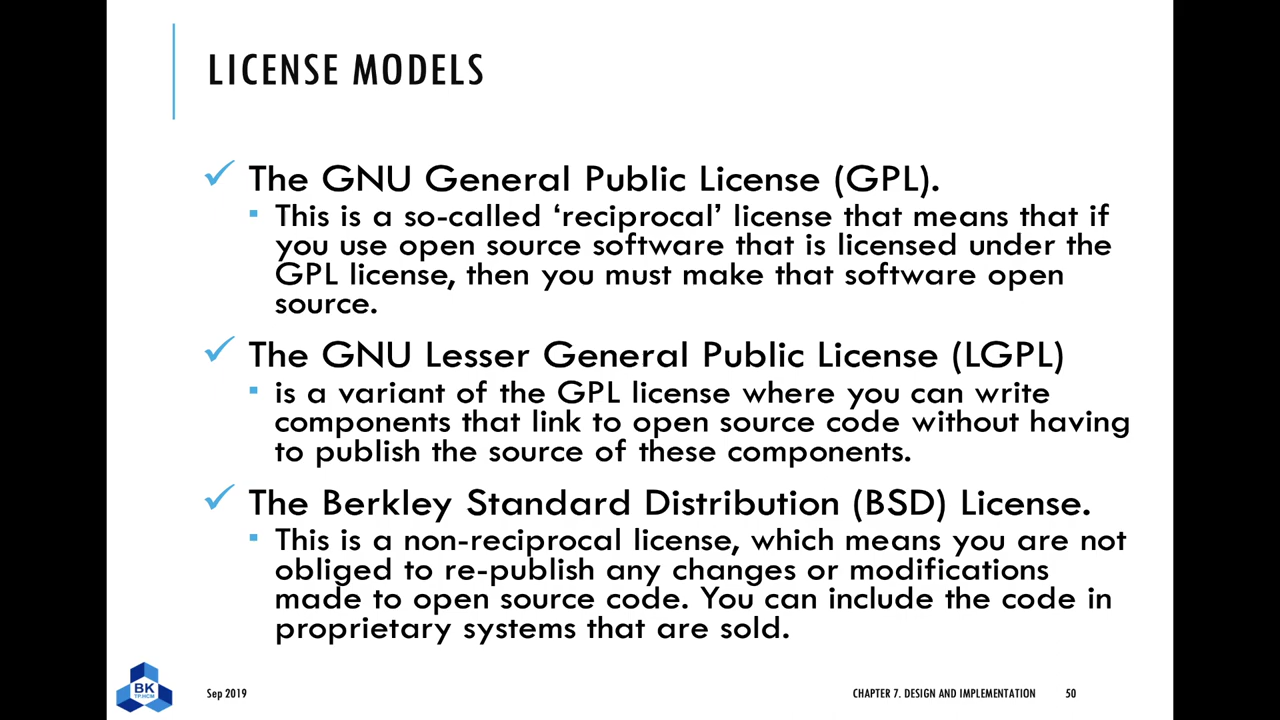 LICENSE MODELS
The GNU General Public License (GPL).
This is a so-called ‘reciprocal’ license that means that if
you use open source software that is licensed under the
GPL license, then you must make that software open
source.
The GNU Lesser General Public License (LGPL)
is a variant of the GPL license where you can write
components that link to open source code without having
to publish the source of these components.
The Berkley Standard Distribution (BSD) License.
This is a non-reciprocal license, which means you are not
obliged to re-publish any changes or modifications
made to open source code. You can include the code in
proprietary systems that are sold.
BK
TP.HCM
Sep 2019
CHAPTER 7. DESIGN AND IMPLEMENTATION
50